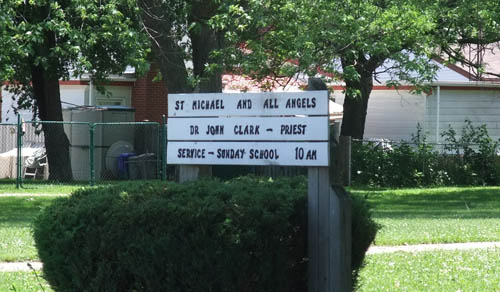 ST MICHAEL AND ALL ANGELS
DR JOHN CLARK - PRIEST
SERVICE - SUNDAY SCHOOL 10 AM